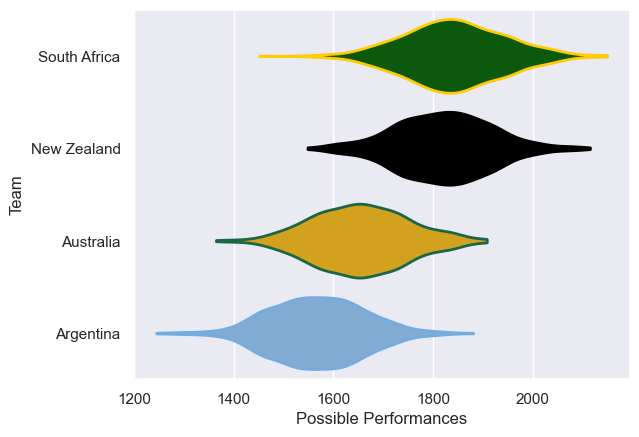 South Africa
New Zealand
Australia
Argentina
Team
1200 1400 1600 1800 2000
Possible Performances